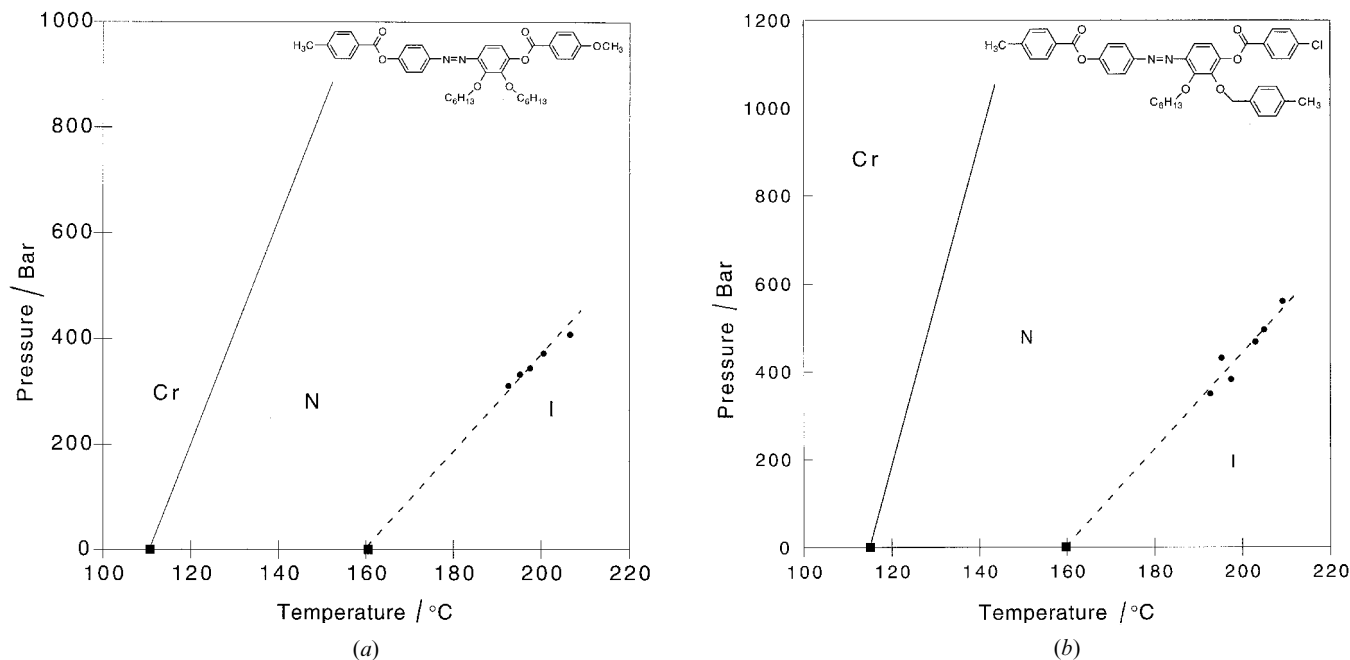 1000
800
600
400
200
0
Pressure / Bar
100 120 140 160 180 200 220
Temperature / °C
Cr
N
I
H₃C
O
O
N=N
O
O
OCH₃
O
O
C₆H₁₃
C₆H₁₃
(a)
1200
1000
800
600
400
200
0
Pressure / Bar
100 120 140 160 180 200 220
Temperature / °C
Cr
N
I
H₃C
O
O
N=N
O
O
Cl
O
O
C₆H₁₃
CH₃
(b)